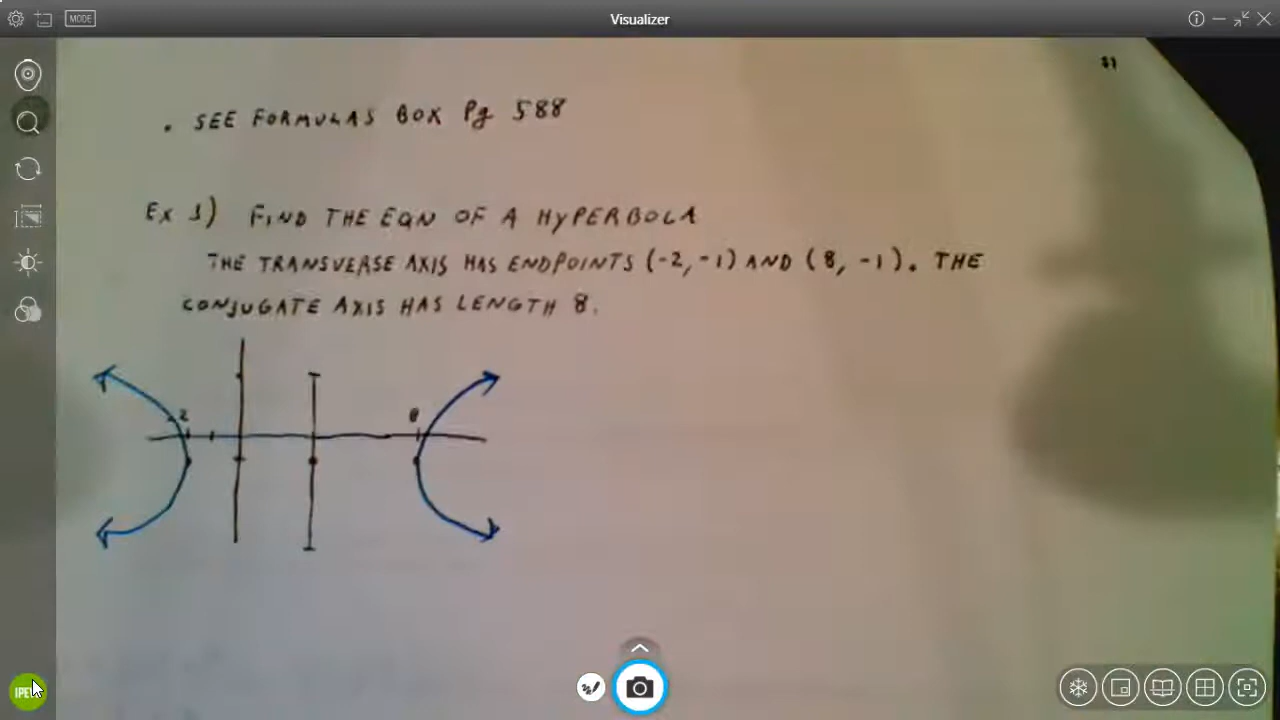 MODE
Visualizer
51
. SEE FORMULAS BOX Pg 588
Ex 1) FIND THE EQN OF A HYPERBOLA
THE TRANSVERSE AXIS HAS ENDPOINTS (-2, -1) AND (8, -1). THE
CONJUGATE AXIS HAS LENGTH 8.
-2
8